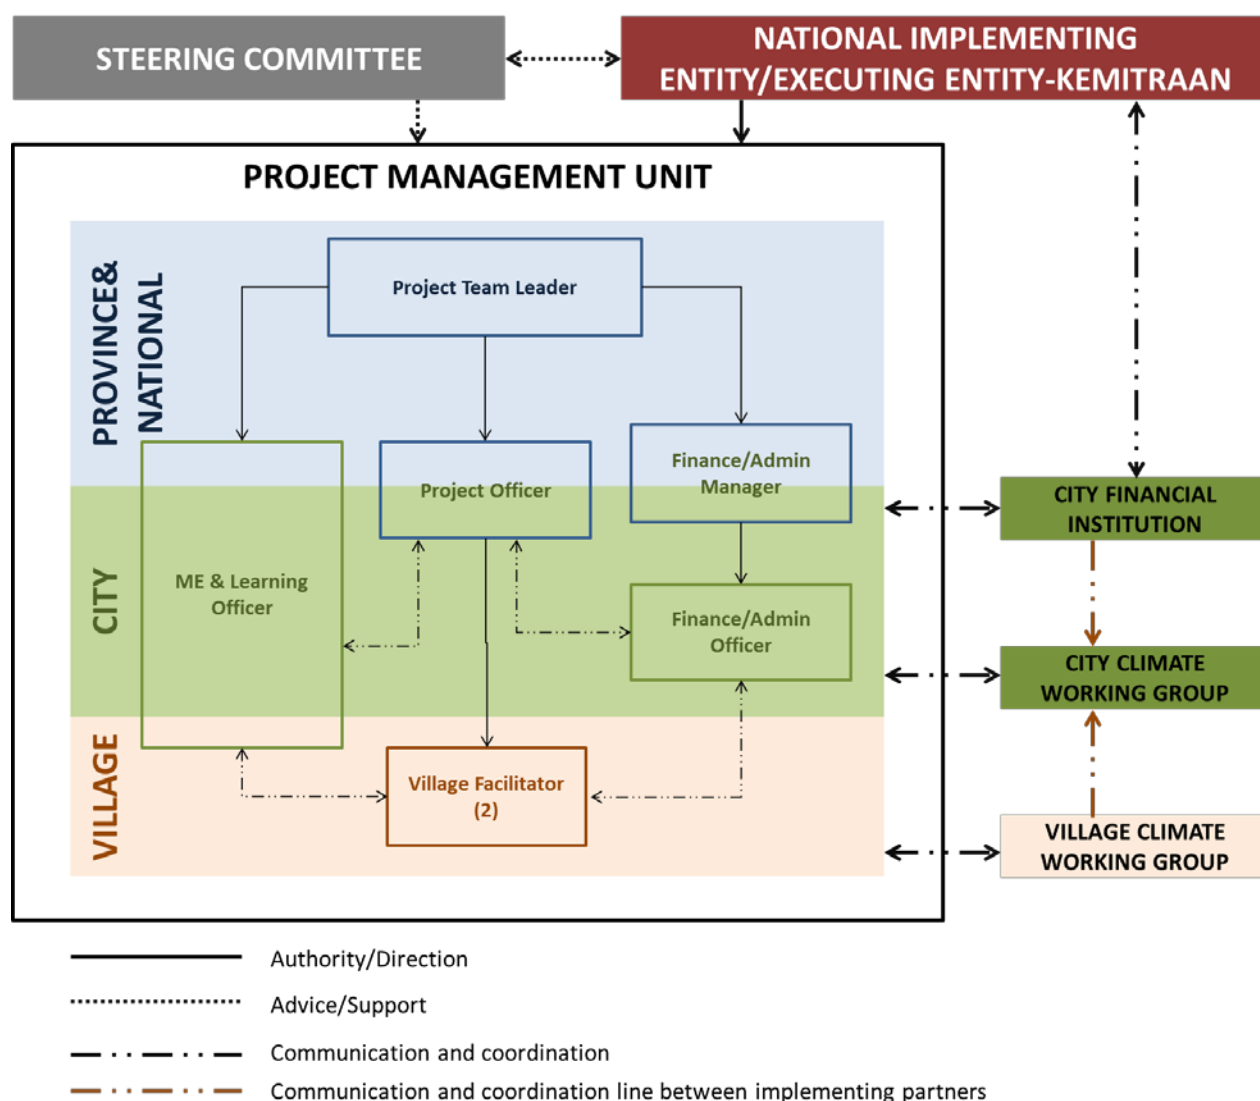 STEERING COMMITTEE
NATIONAL IMPLEMENTING
ENTITY/EXECUTING ENTITY-KEMITRAAN
PROJECT MANAGEMENT UNIT
PROVINCE&
NATIONAL
Project Team Leader
Project Officer
Finance/Admin
Manager
CITY FINANCIAL
INSTITUTION
CITY
ME & Learning
Officer
Finance/Admin
Officer
CITY CLIMATE
WORKING GROUP
VILLAGE
Village Facilitator
(2)
VILLAGE CLIMATE
WORKING GROUP
Authority/Direction
Advice/Support
Communication and coordination
Communication and coordination line between implementing partners